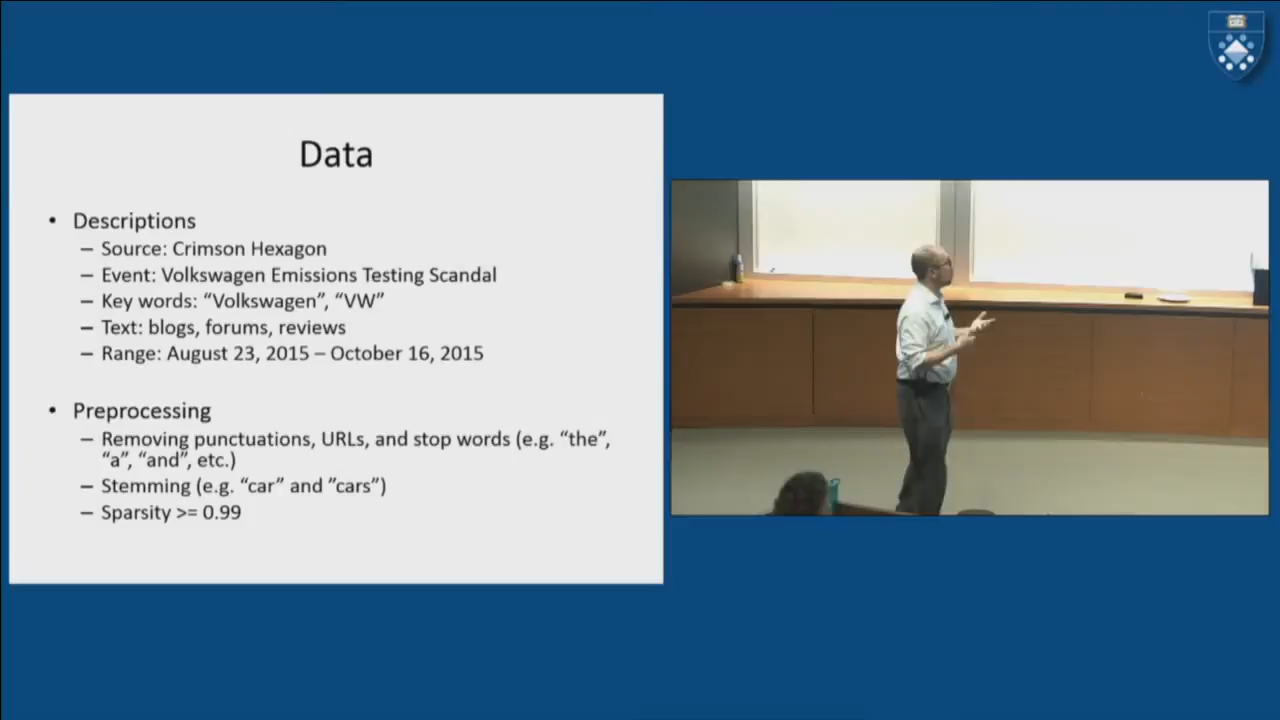 Data
• Descriptions
– Source: Crimson Hexagon
– Event: Volkswagen Emissions Testing Scandal
– Key words: “Volkswagen”, “VW”
– Text: blogs, forums, reviews
– Range: August 23, 2015 – October 16, 2015
• Preprocessing
– Removing punctuations, URLs, and stop words (e.g. “the”,
“a”, “and”, etc.)
– Stemming (e.g. “car” and ”cars”)
– Sparsity >= 0.99